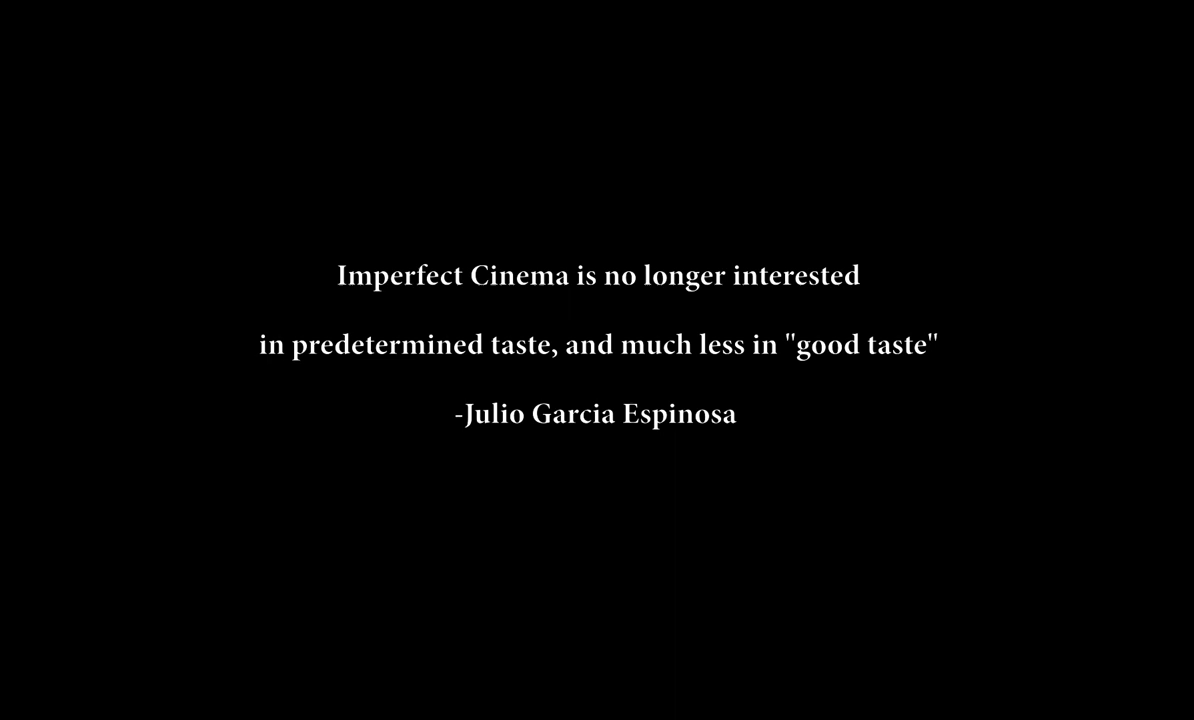 Imperfect Cinema is no longer interested
in predetermined taste, and much less in "good taste"
-Julio Garcia Espinosa